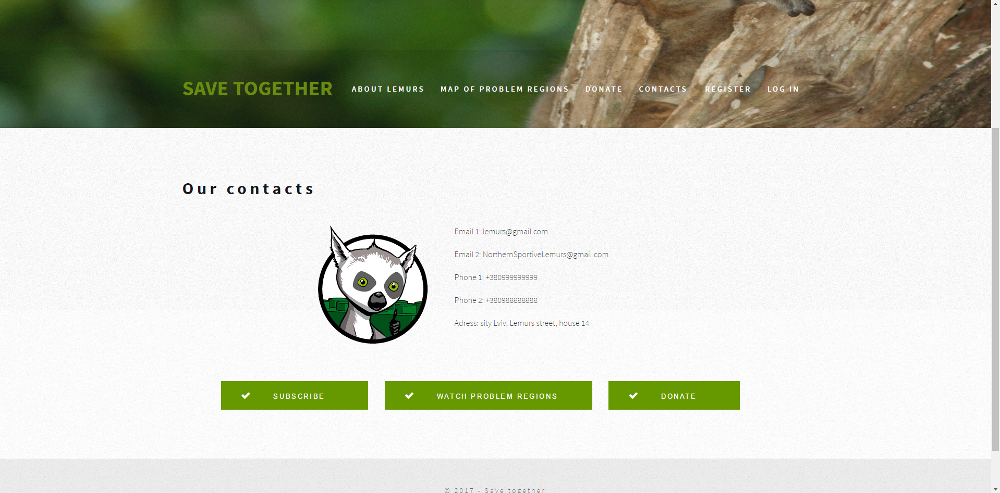 SAVE TOGETHER ABOUT LEMURS MAP OF PROBLEM REGIONS DONATE CONTACTS REGISTER LOG IN
Our contacts
Email 1: lemurs@gmail.com
Email 2: NorthernSportiveLemurs@gmail.com
Phone 1: +380999999999
Phone 2: +380988888888
Adress: sity Lviv, Lemurs street, house 14
SUBSCRIBE WATCH PROBLEM REGIONS DONATE
© 2017 - Save together